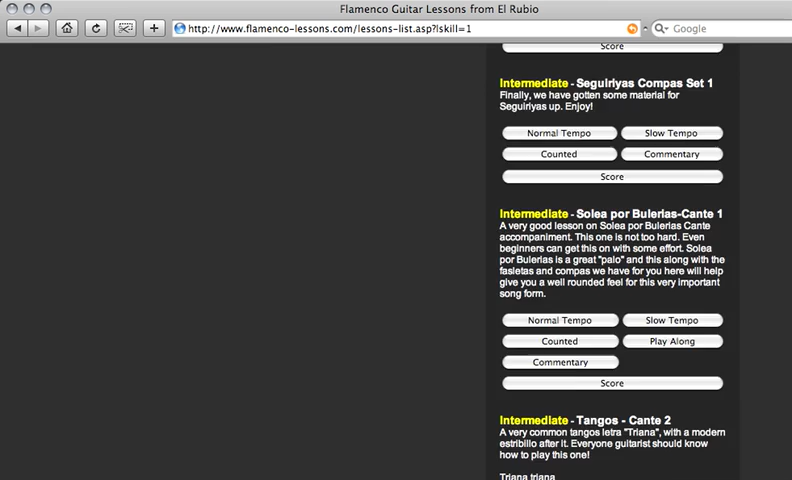 Flamenco Guitar Lessons from El Rubio
http://www.flamenco-lessons.com/lessons-list.asp?lskill=1
Google
Score
Intermediate - Seguiriyas Compas Set 1
Finally, we have gotten some material for
Seguiriyas up. Enjoy!
Normal Tempo
Slow Tempo
Counted
Commentary
Score
Intermediate - Solea por Bulerias-Cante 1
A very good lesson on Solea por Bulerias Cante
accompaniment. This one is not too hard. Even
beginners can get this on with some effort. Solea
por Bulerias is a great "palo" and this along with the
fasletas and compas we have for you here will help
give you a well rounded feel for this very important
song form.
Normal Tempo
Slow Tempo
Counted
Play Along
Commentary
Score
Intermediate - Tangos - Cante 2
A very common tangos letra "Triana", with a modern
estribillo after it. Everyone guitarist should know
how to play this one!
Triana triana